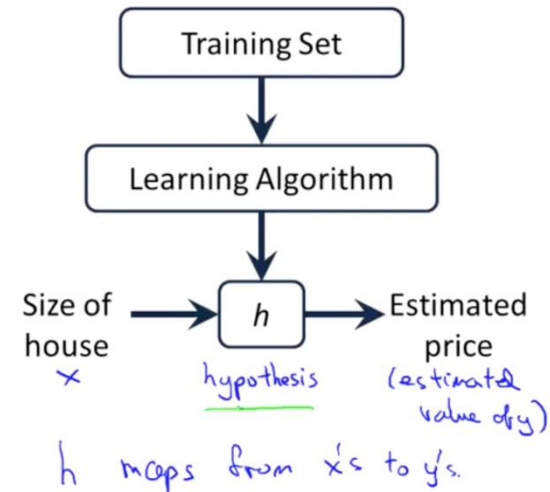 Training Set
Learning Algorithm
Size of
house
x
h
hypothesis
Estimated
price
(estimated
value of y)
h maps from x's to y's.